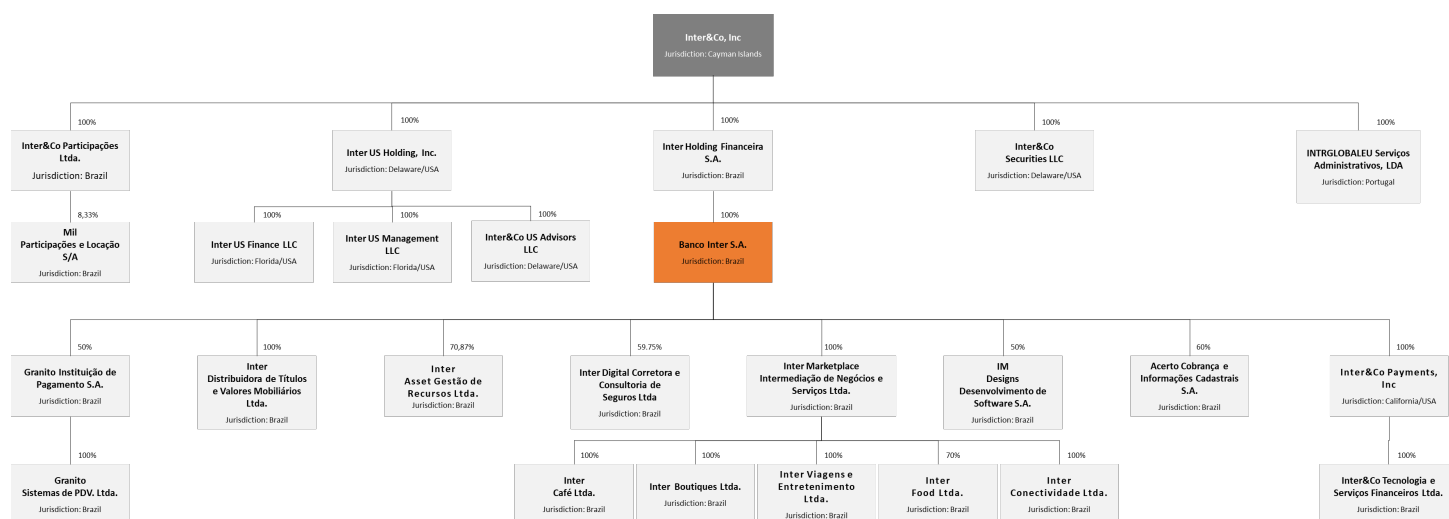 Inter&Co, Inc
Jurisdiction: Cayman Islands
100%
100%
100%
100%
100%
Inter&Co Participações
Ltda.
Jurisdiction: Brazil
Inter US Holding, Inc.
Jurisdiction: Delaware/USA
Inter Holding Financeira
S.A.
Jurisdiction: Brazil
Inter&Co
Securities LLC
Jurisdiction: Delaware/USA
INTRGLOBALEU Serviços
Administrativos, LDA
Jurisdiction: Portugal
8,33%
100%
100%
100%
100%
Mil
Participações e Locação
S/A
Jurisdiction: Brazil
Inter US Finance LLC
Jurisdiction: Florida/USA
Inter US Management
LLC
Jurisdiction: Florida/USA
Inter&Co US Advisors
LLC
Jurisdiction: Delaware/USA
Banco Inter S.A.
Jurisdiction: Brazil
50%
100%
70,87%
59.75%
100%
50%
60%
100%
Granito Instituição de
Pagamento S.A.
Jurisdiction: Brazil
Inter
Distribuidora de Títulos
e Valores Mobiliários
Ltda.
Jurisdiction: Brazil
Inter
Asset Gestão de
Recursos Ltda.
Jurisdiction: Brazil
Inter Digital Corretora e
Consultoria de
Seguros Ltda
Jurisdiction: Brazil
Inter Marketplace
Intermediação de Negócios e
Serviços Ltda.
Jurisdiction: Brazil
IM
Designs
Desenvolvimento de
Software S.A.
Jurisdiction: Brazil
Acerto Cobrança e
Informações Cadastrais
S.A.
Jurisdiction: Brazil
Inter&Co Payments,
Inc
Jurisdiction: California/USA
100%
100%
100%
100%
70%
100%
100%
Granito
Sistemas de PDV. Ltda.
Jurisdiction: Brazil
Inter
Café Ltda.
Jurisdiction: Brazil
Inter Boutiques Ltda.
Jurisdiction: Brazil
Inter Viagens e
Entretenimento
Ltda.
Jurisdiction: Brazil
Inter
Food Ltda.
Jurisdiction: Brazil
Inter
Conectividade Ltda.
Jurisdiction: Brazil
Inter&Co Tecnologia e
Serviços Financeiros Ltda.
Jurisdiction: Brazil